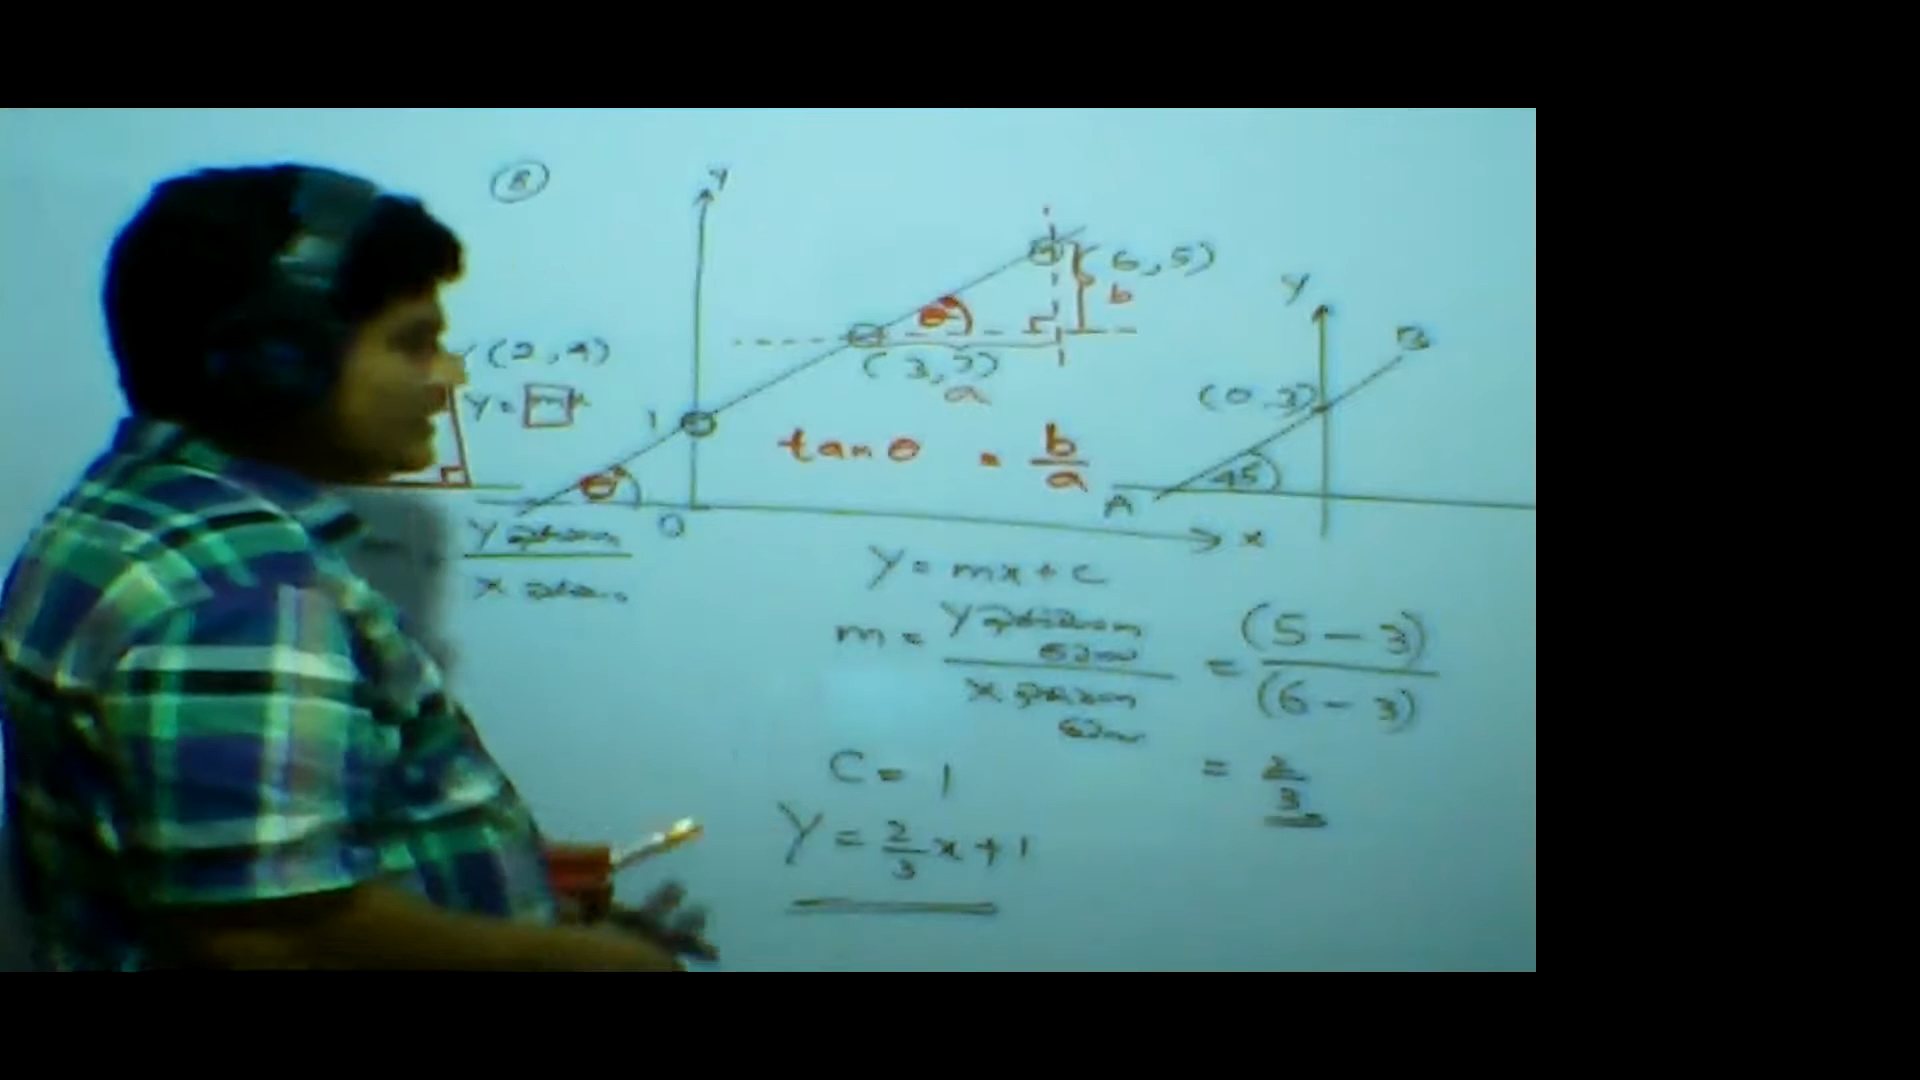 B
Y
(6,5)
b
θ
(2,4)
(3,3)
a
Y = m x
1
tan θ = b/a
θ
0
x
Y
B
(0,3)
45
A
Y
x
Y = mx + c
m = Y / x = (5 - 3) / (6 - 3)
C = 1
= 2/3
Y = 2/3 x + 1